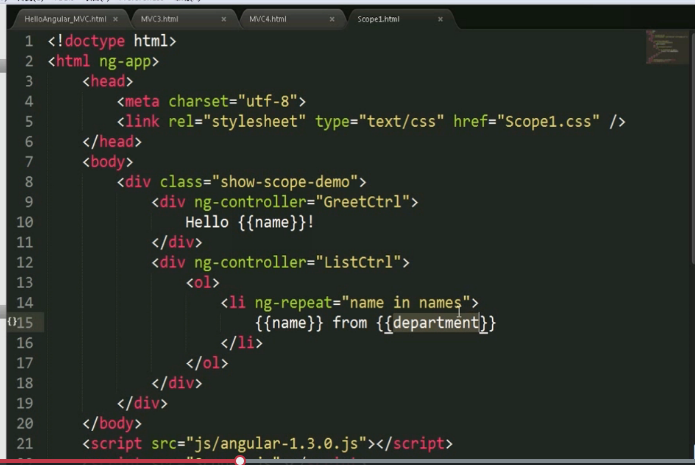 HelloAngular_MVC.html × MVC3.html × MVC4.html × Scope1.html ×
1 <!doctype html>
2 <html ng-app>
3 <head>
4 <meta charset="utf-8">
5 <link rel="stylesheet" type="text/css" href="Scope1.css" />
6 </head>
7 <body>
8 <div class="show-scope-demo">
9 <div ng-controller="GreetCtrl">
10 Hello {{name}}!
11 </div>
12 <div ng-controller="ListCtrl">
13 <ol>
14 <li ng-repeat="name in names">
{} 15 {{name}} from {{department}}
16 </li>
17 </ol>
18 </div>
19 </div>
20 </body>
21 <script src="js/angular-1.3.0.js"></script>